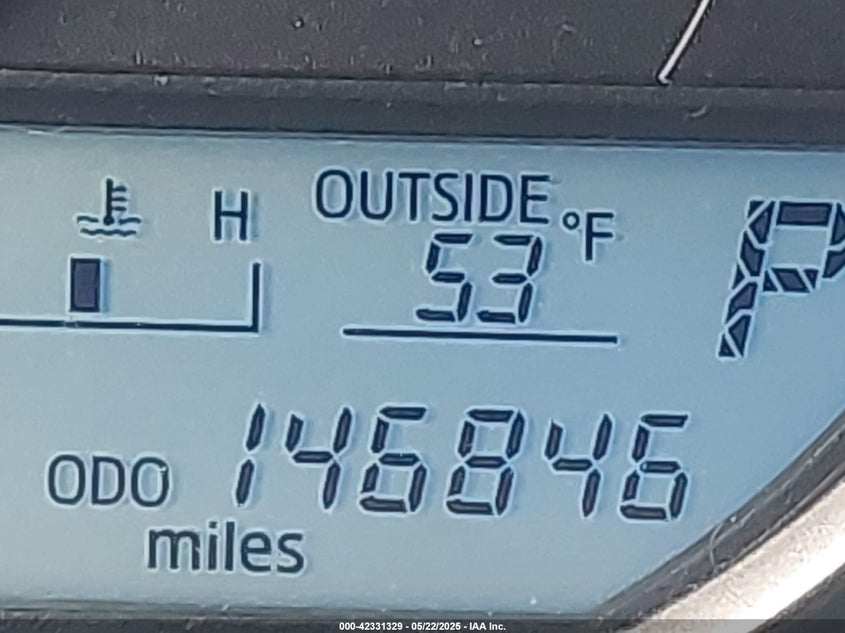 H
OUTSIDE
53 °F
P
ODO 146846
miles
000-42331329 - 05/22/2025 - IAA Inc.